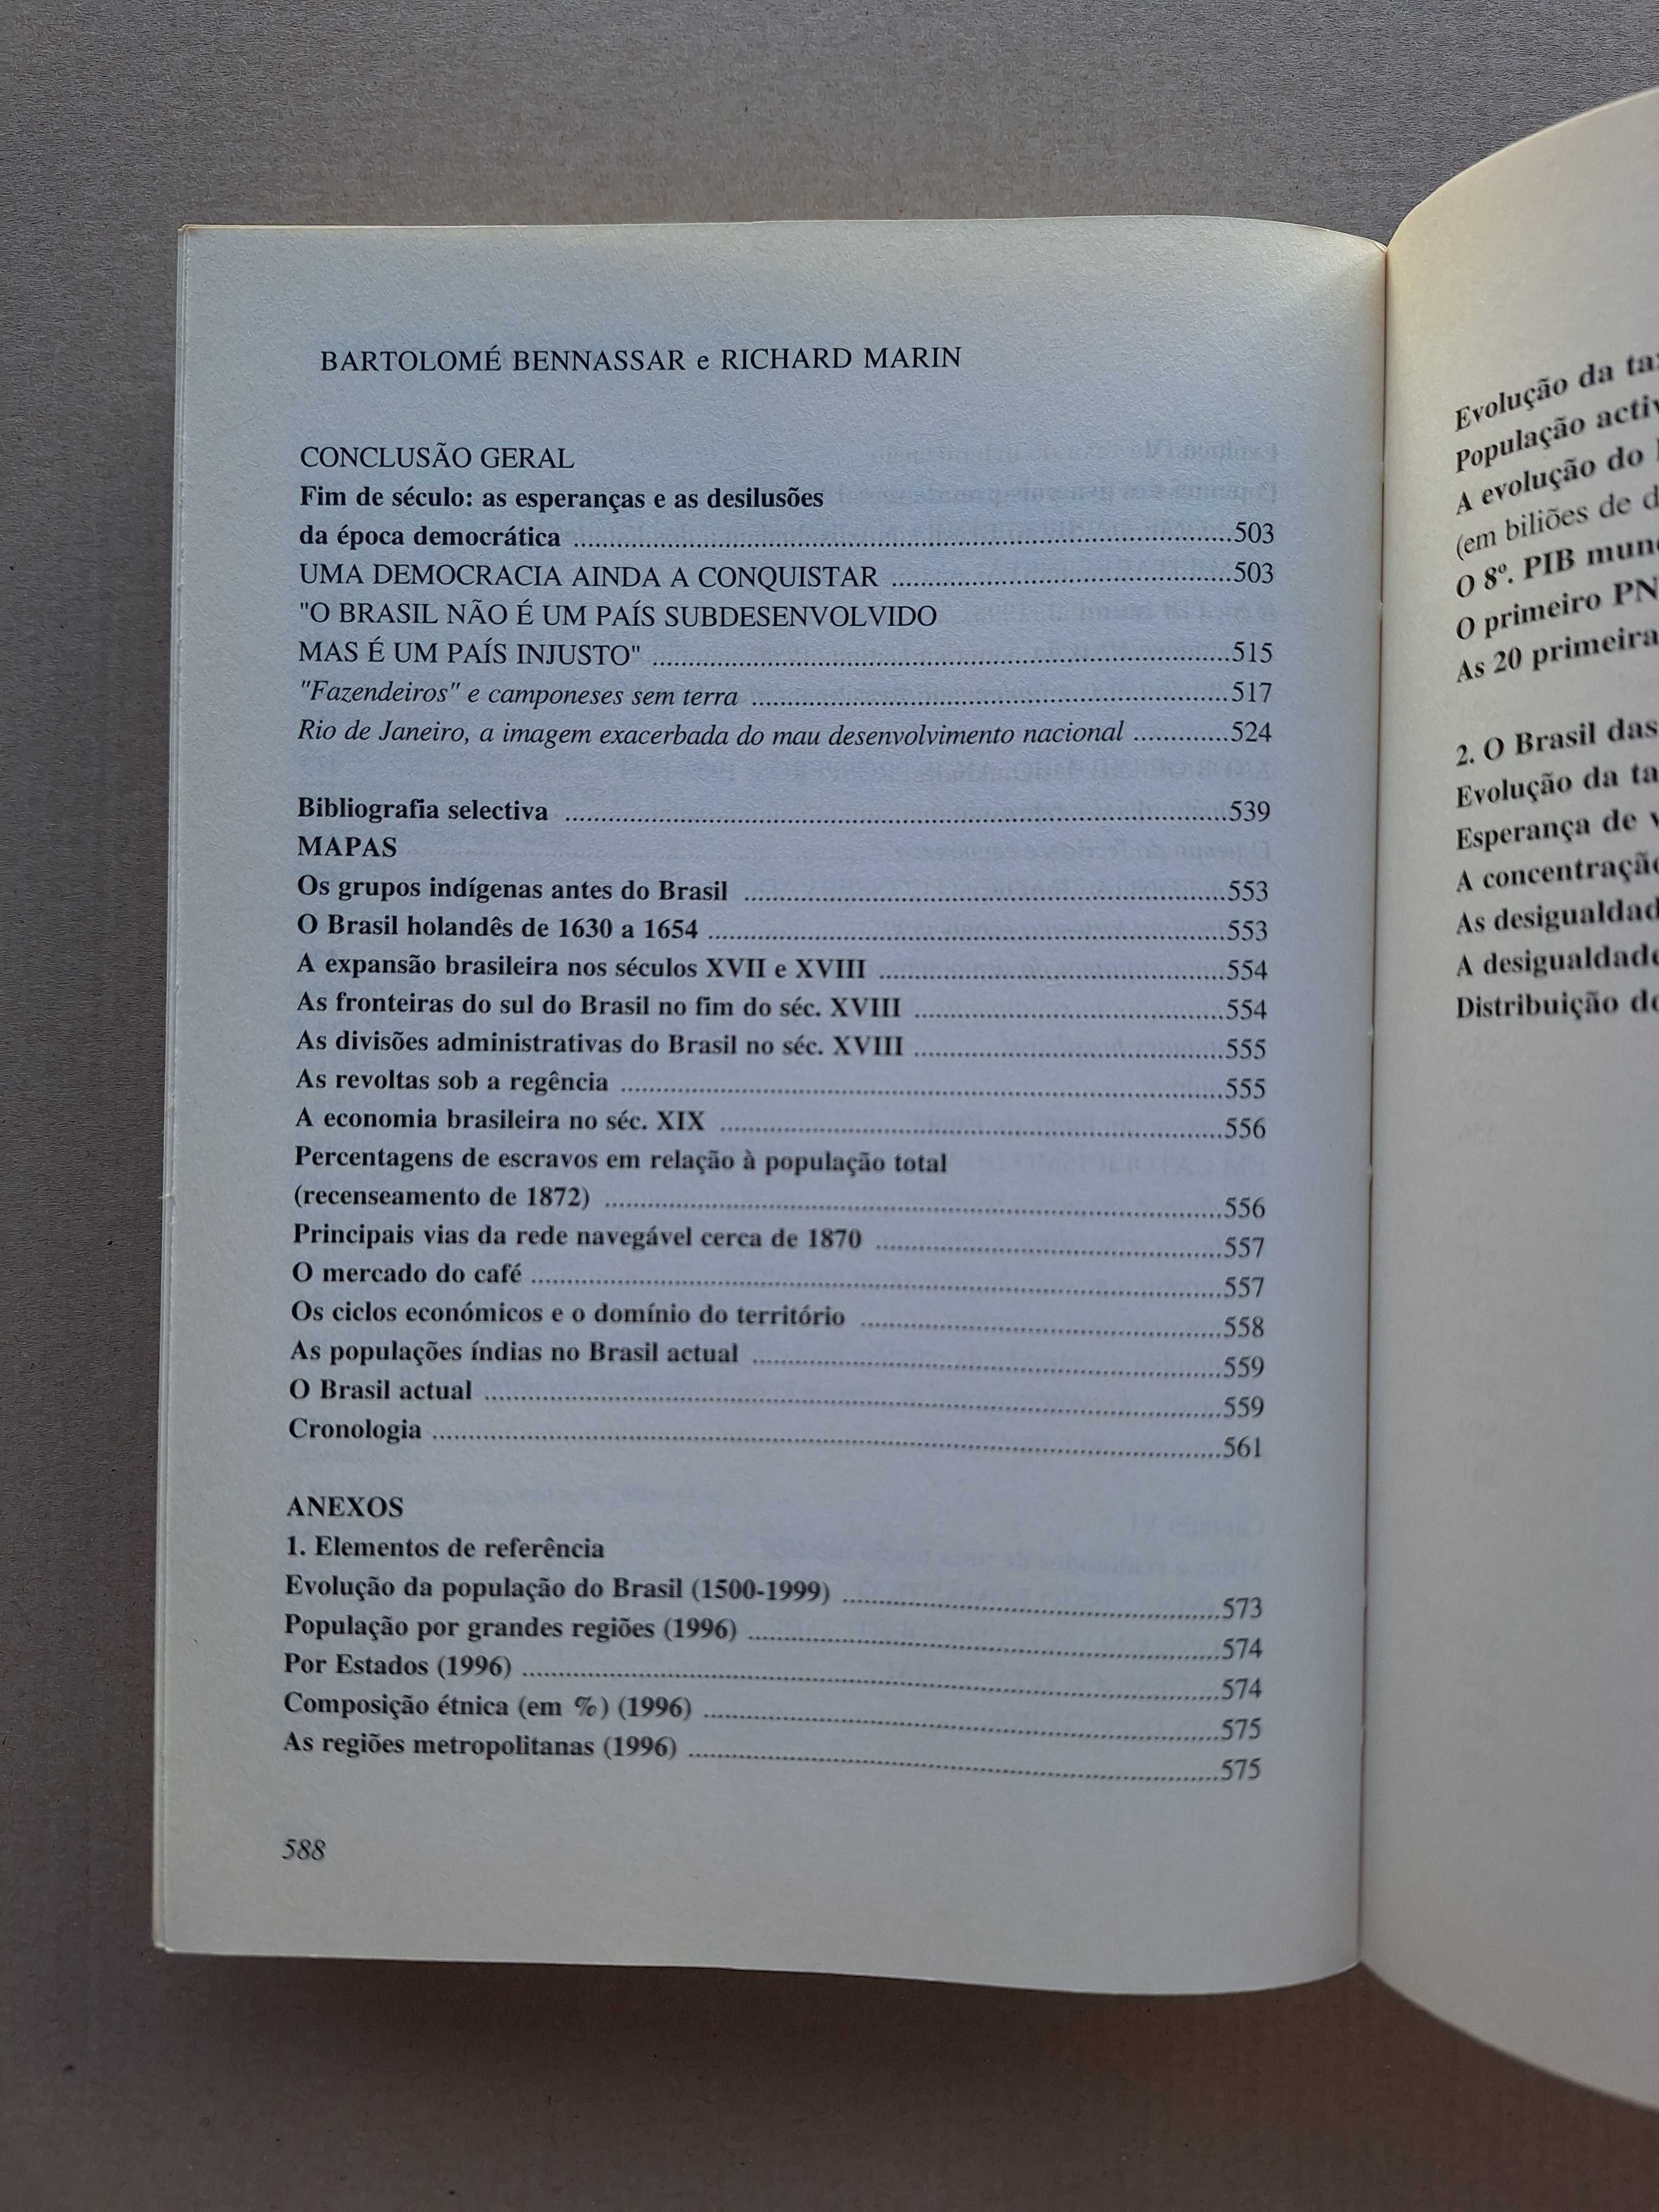 BARTOLOMÉ BENNASSAR e RICHARD MARIN
CONCLUSÃO GERAL
Fim de século: as esperanças e as desilusões
da época democrática ........................................503
UMA DEMOCRACIA AINDA A CONQUISTAR ........................................503
"O BRASIL NÃO É UM PAÍS SUBDESENVOLVIDO
MAS É UM PAÍS INJUSTO" ........................................515
"Fazendeiros" e camponeses sem terra ........................................517
Rio de Janeiro, a imagem exacerbada do mau desenvolvimento nacional .............524
Bibliografia selectiva ........................................539
MAPAS
Os grupos indígenas antes do Brasil ........................................553
O Brasil holandês de 1630 a 1654 ........................................553
A expansão brasileira nos séculos XVII e XVIII ........................................554
As fronteiras do sul do Brasil no fim do séc. XVIII ........................................554
As divisões administrativas do Brasil no séc. XVIII ........................................555
As revoltas sob a regência ........................................555
A economia brasileira no séc. XIX ........................................556
Percentagens de escravos em relação à população total
(recenseamento de 1872) ........................................556
Principais vias da rede navegável cerca de 1870 ........................................557
O mercado do café ........................................557
Os ciclos económicos e o domínio do território ........................................558
As populações índias no Brasil actual ........................................559
O Brasil actual ........................................559
Cronologia ........................................561
ANEXOS
1. Elementos de referência
Evolução da população do Brasil (1500-1999) ........................................573
População por grandes regiões (1996) ........................................574
Por Estados (1996) ........................................574
Composição étnica (em %) (1996) ........................................575
As regiões metropolitanas (1996) ........................................575
588
Evolução da
População
A evolução do
(em biliões de
O 8º. PIB
O primeiro
As 20
2. O Brasil das
Evolução da
Esperança de
A
As
A
Distribuição